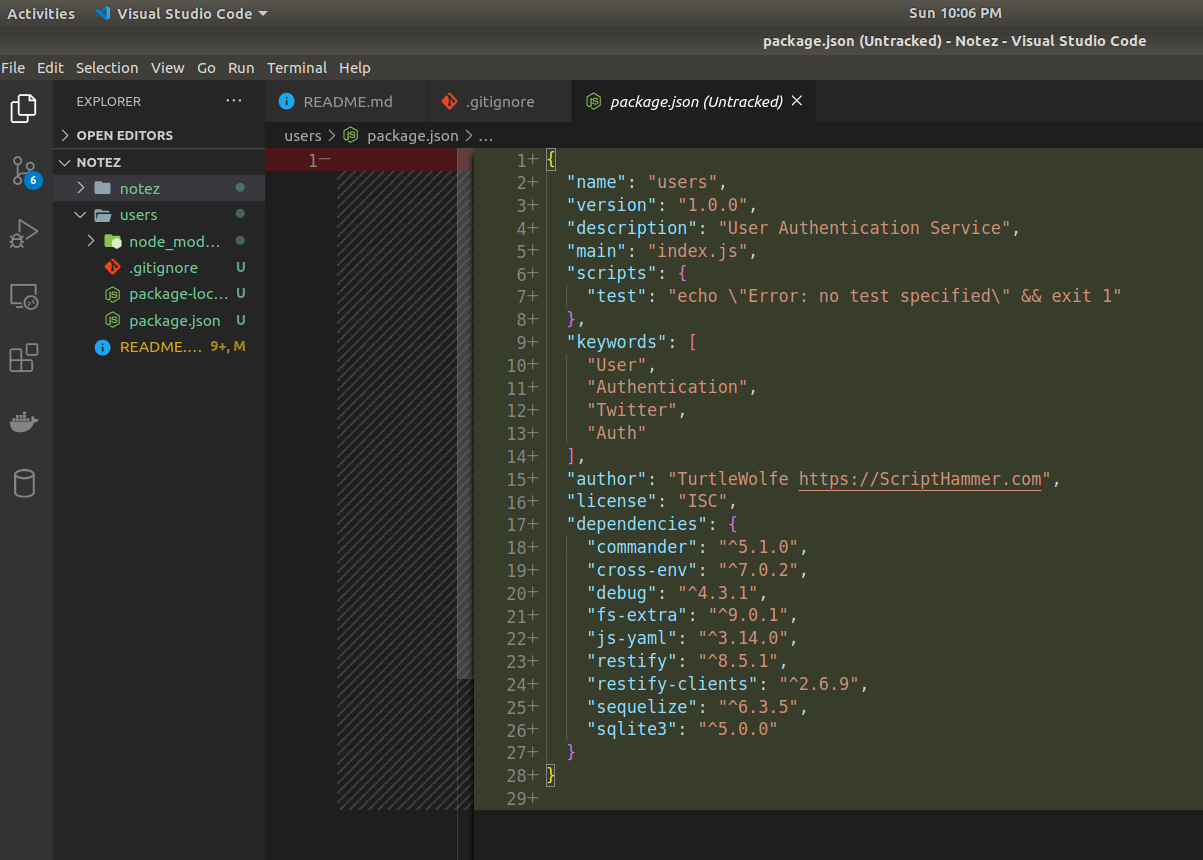 Activities Visual Studio Code Sun 10:06 PM
package.json (Untracked) - Notez - Visual Studio Code
File Edit Selection View Go Run Terminal Help
EXPLORER ...
OPEN EDITORS
NOTEZ
notez
users
node_mod...
.gitignore U
package-loc... U
package.json U
README.... 9+, M
6
README.md .gitignore package.json (Untracked)
users > package.json > ...
1—
1+ {
2+ "name": "users",
3+ "version": "1.0.0",
4+ "description": "User Authentication Service",
5+ "main": "index.js",
6+ "scripts": {
7+ "test": "echo \"Error: no test specified\" && exit 1"
8+ },
9+ "keywords": [
10+ "User",
11+ "Authentication",
12+ "Twitter",
13+ "Auth"
14+ ],
15+ "author": "TurtleWolfe https://ScriptHammer.com",
16+ "license": "ISC",
17+ "dependencies": {
18+ "commander": "^5.1.0",
19+ "cross-env": "^7.0.2",
20+ "debug": "^4.3.1",
21+ "fs-extra": "^9.0.1",
22+ "js-yaml": "^3.14.0",
23+ "restify": "^8.5.1",
24+ "restify-clients": "^2.6.9",
25+ "sequelize": "^6.3.5",
26+ "sqlite3": "^5.0.0"
27+ }
28+ }
29+